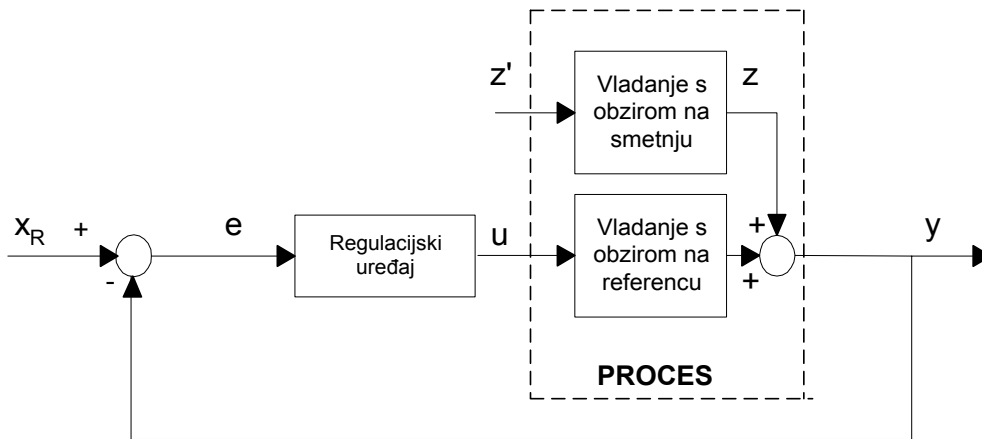 z'
Vladanje s
obzirom na
smetnju
z
x_R
+
-
e
Regulacijski
uređaj
u
Vladanje s
obzirom na
referencu
+
+
y
PROCES